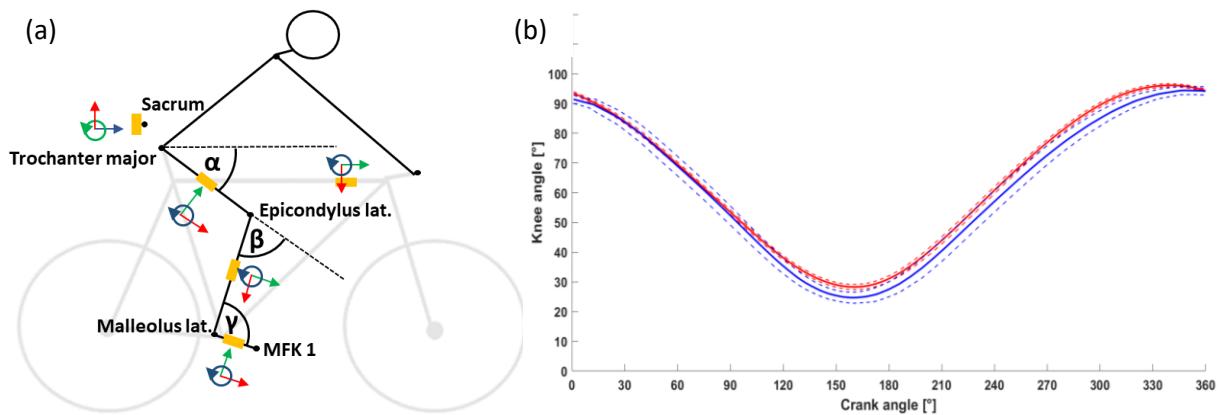 (a)
Sacrum
Trochanter major
α
Epicondylus lat.
β
Malleolus lat.
γ
MFK 1
(b)
Knee angle [°]
100
90
80
70
60
50
40
30
20
10
0
0 30 60 90 120 150 180 210 240 270 300 330 360
Crank angle [°]